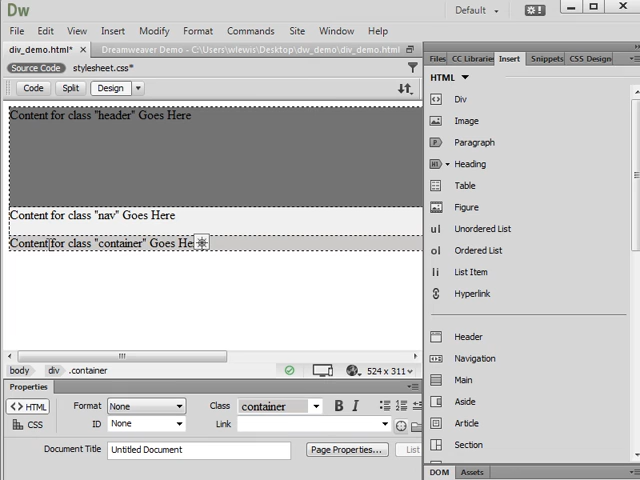 Dw
Default
File Edit View Insert Modify Format Commands Site Window Help
div_demo.html* × Dreamweaver Demo - C:\Users\wlewis\Desktop\dw_demo\div_demo.html
Source Code stylesheet.css*
Code Split Design
Content for class "header" Goes Here
Content for class "nav" Goes Here
Content for class "container" Goes He
body div .container
524 x 311
Properties
<> HTML
CSS
Format None
Class container
B I
ID None
Link
Document Title Untitled Document
Page Properties...
List
Files CC Libraries Insert Snippets CSS Design
HTML
Div
Image
Paragraph
H1 Heading
Table
Figure
ul Unordered List
ol Ordered List
li List Item
Hyperlink
Header
Navigation
Main
Aside
Article
Section
DOM Assets